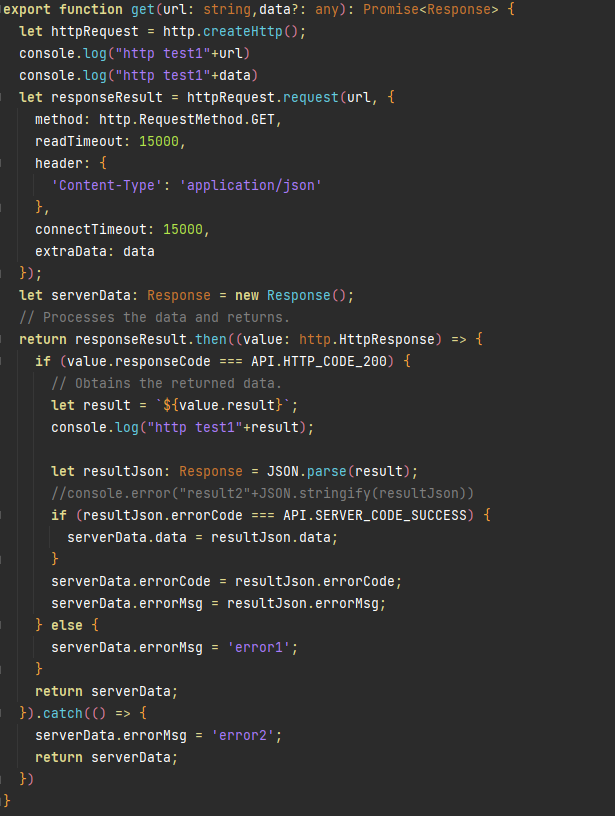 export function get(url: string,data?: any): Promise<Response> {
  let httpRequest = http.createHttp();
  console.log("http test1"+url)
  console.log("http test1"+data)
  let responseResult = httpRequest.request(url, {
    method: http.RequestMethod.GET,
    readTimeout: 15000,
    header: {
      'Content-Type': 'application/json'
    },
    connectTimeout: 15000,
    extraData: data
  });
  let serverData: Response = new Response();
  // Processes the data and returns.
  return responseResult.then((value: http.HttpResponse) => {
    if (value.responseCode === API.HTTP_CODE_200) {
      // Obtains the returned data.
      let result = `${value.result}`;
      console.log("http test1"+result);

      let resultJson: Response = JSON.parse(result);
      //console.error("result2"+JSON.stringify(resultJson))
      if (resultJson.errorCode === API.SERVER_CODE_SUCCESS) {
        serverData.data = resultJson.data;
      }
      serverData.errorCode = resultJson.errorCode;
      serverData.errorMsg = resultJson.errorMsg;
    } else {
      serverData.errorMsg = 'error1';
    }
    return serverData;
  }).catch(() => {
    serverData.errorMsg = 'error2';
    return serverData;
  })
}